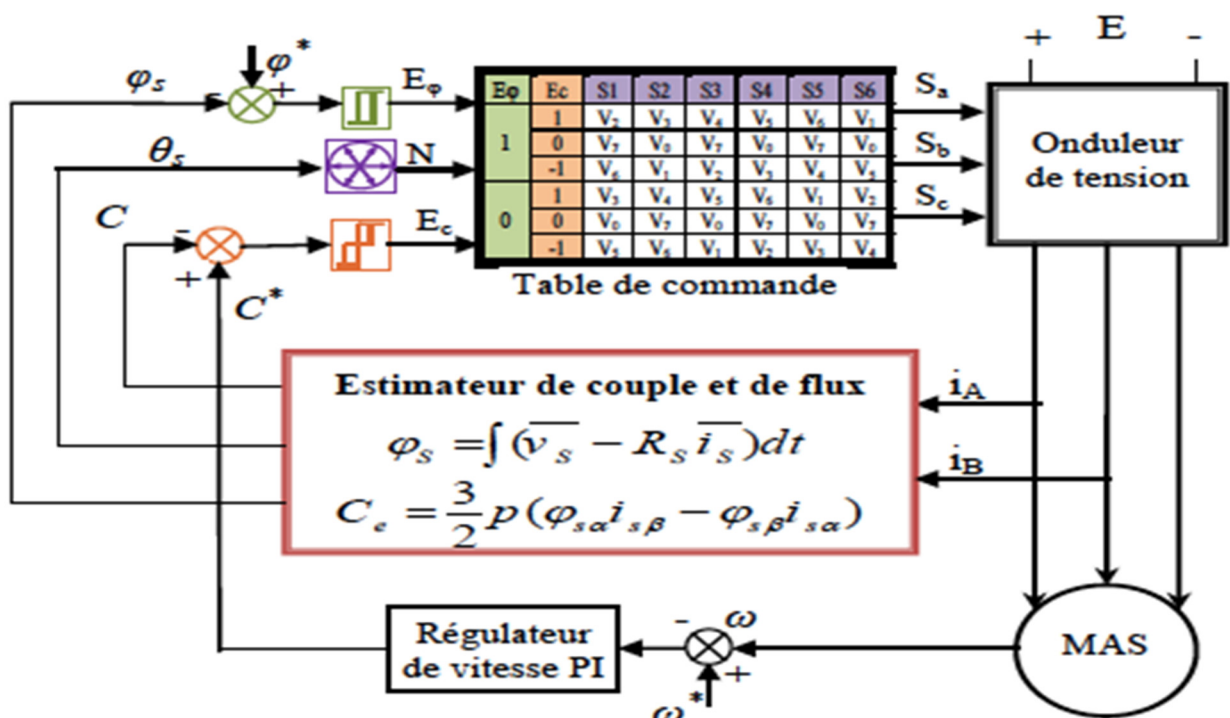 + E -
φ*
φs
- +
Eφ
Eφ Ec S1 S2 S3 S4 S5 S6
1 1 V2 V3 V4 V5 V6 V1
0 V7 V0 V7 V0 V7 V0
-1 V6 V1 V2 V3 V4 V5
0 1 V3 V4 V5 V6 V1 V2
0 V0 V7 V0 V7 V0 V7
-1 V5 V6 V1 V2 V3 V4
Sa
Sb
Sc
Onduleur
de tension
θs
N
C
-
+
Ec
C*
Table de commande
Estimateur de couple et de flux
φS = ∫ (vS − RS iS)dt
Ce = 3/2 p (φsα isβ − φsβ isα)
iA
iB
Régulateur
de vitesse PI
- ω
+
ω*
MAS